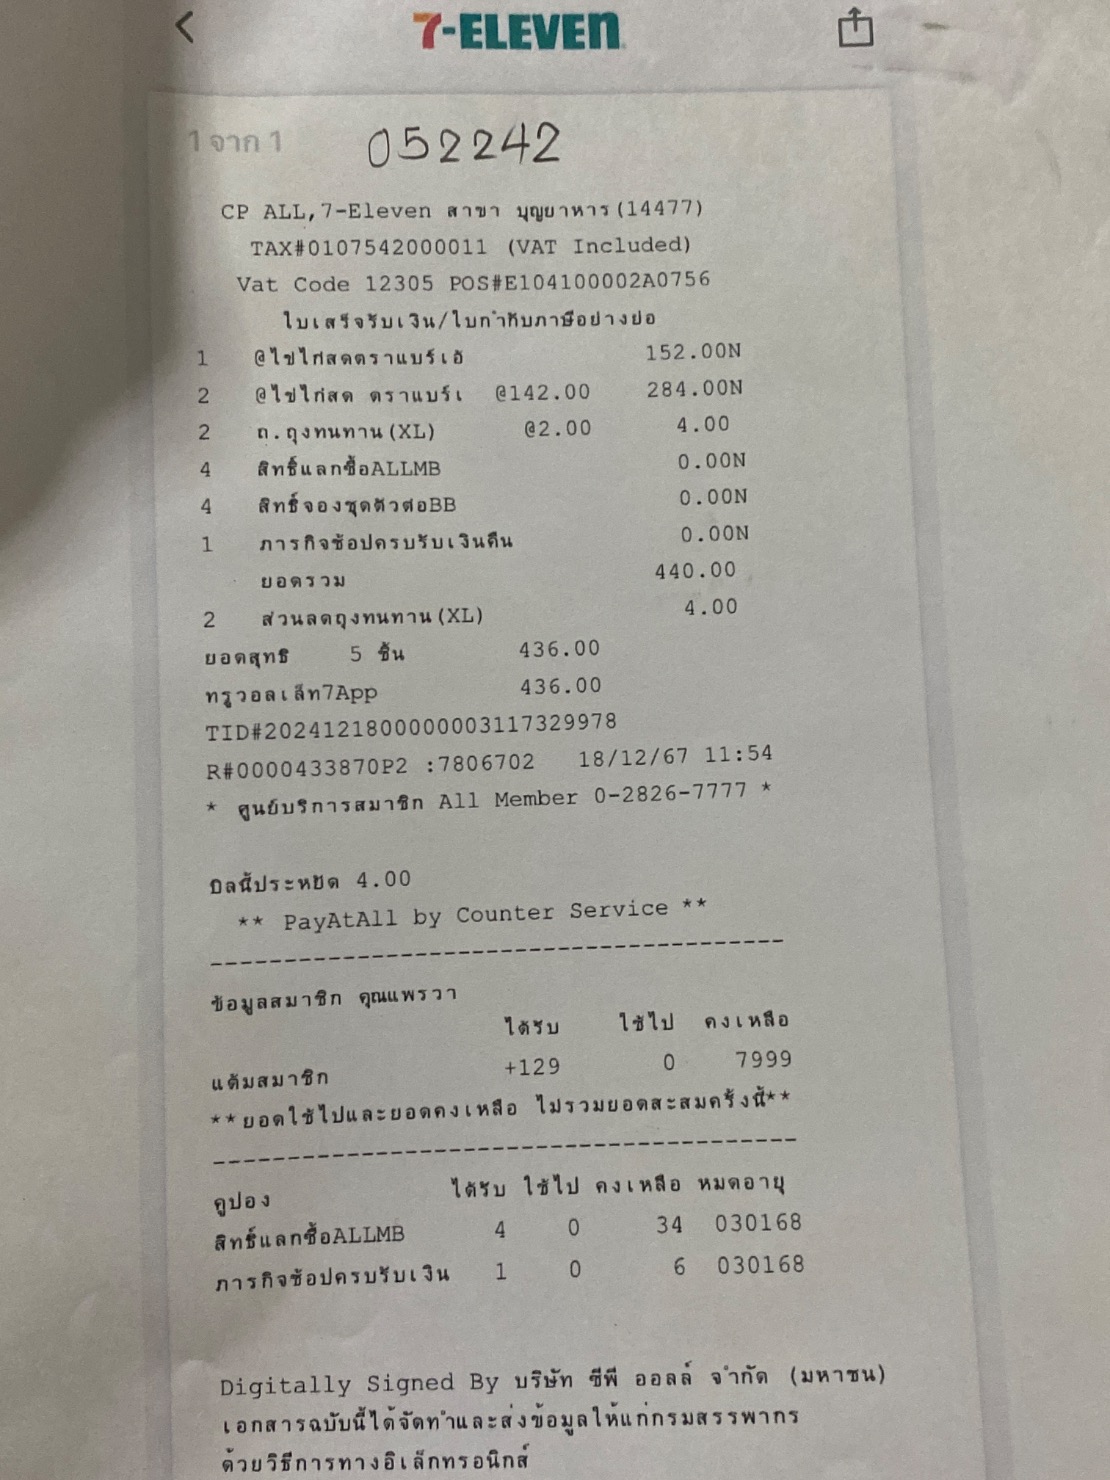 7-ELEVEN
1 จาก 1 052242
CP ALL,7-Eleven สาขา บุญยาหาร(14477)
TAX#0107542000011 (VAT Included)
Vat Code 12305 POS#E104100002A0756
ใบเสร็จรับเงิน/ใบกำกับภาษีอย่างย่อ
1 @ไข่ไก่สดตราแบร์เอ้ 152.00N
2 @ไข่ไก่สด ตราแบร์เ @142.00 284.00N
2 ถ.ถุงทนทาน(XL) @2.00 4.00
4 สิทธิ์แลกซื้อALLMB 0.00N
4 สิทธิ์จองชุดตัวต่อBB 0.00N
1 ภารกิจช้อปครบรับเงินคืน 0.00N
ยอดรวม 440.00
2 ส่วนลดถุงทนทาน(XL) 4.00
ยอดสุทธิ 5 ชิ้น 436.00
ทรูวอลเล็ท7App 436.00
TID#2024121800000003117329978
R#0000433870P2 :7806702 18/12/67 11:54
* ศูนย์บริการสมาชิก All Member 0-2826-7777 *
บิลนี้ประหยัด 4.00
** PayAtAll by Counter Service **
ข้อมูลสมาชิก คุณแพรวา
ได้รับ ใช้ไป คงเหลือ
แต้มสมาชิก +129 0 7999
**ยอดใช้ไปและยอดคงเหลือ ไม่รวมยอดสะสมครั้งนี้**
คูปอง ได้รับ ใช้ไป คงเหลือ หมดอายุ
สิทธิ์แลกซื้อALLMB 4 0 34 030168
ภารกิจช้อปครบรับเงิน 1 0 6 030168
Digitally Signed By บริษัท ซีพี ออลล์ จำกัด (มหาชน)
เอกสารฉบับนี้ได้จัดทำและส่งข้อมูลให้แก่กรมสรรพากร
ด้วยวิธีการทางอิเล็กทรอนิกส์